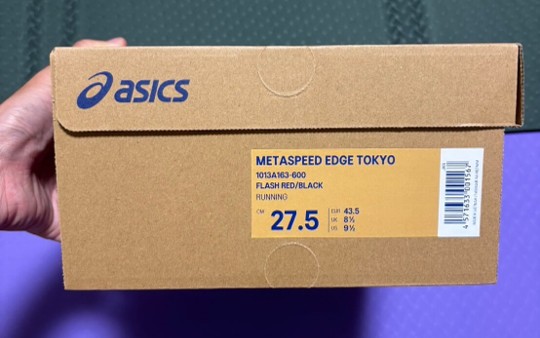 asics
METASPEED EDGE TOKYO
1013A163-600
FLASH RED/BLACK
RUNNING
CM 27.5
EUR 43.5
UK 8½
US 9½
4571633001567